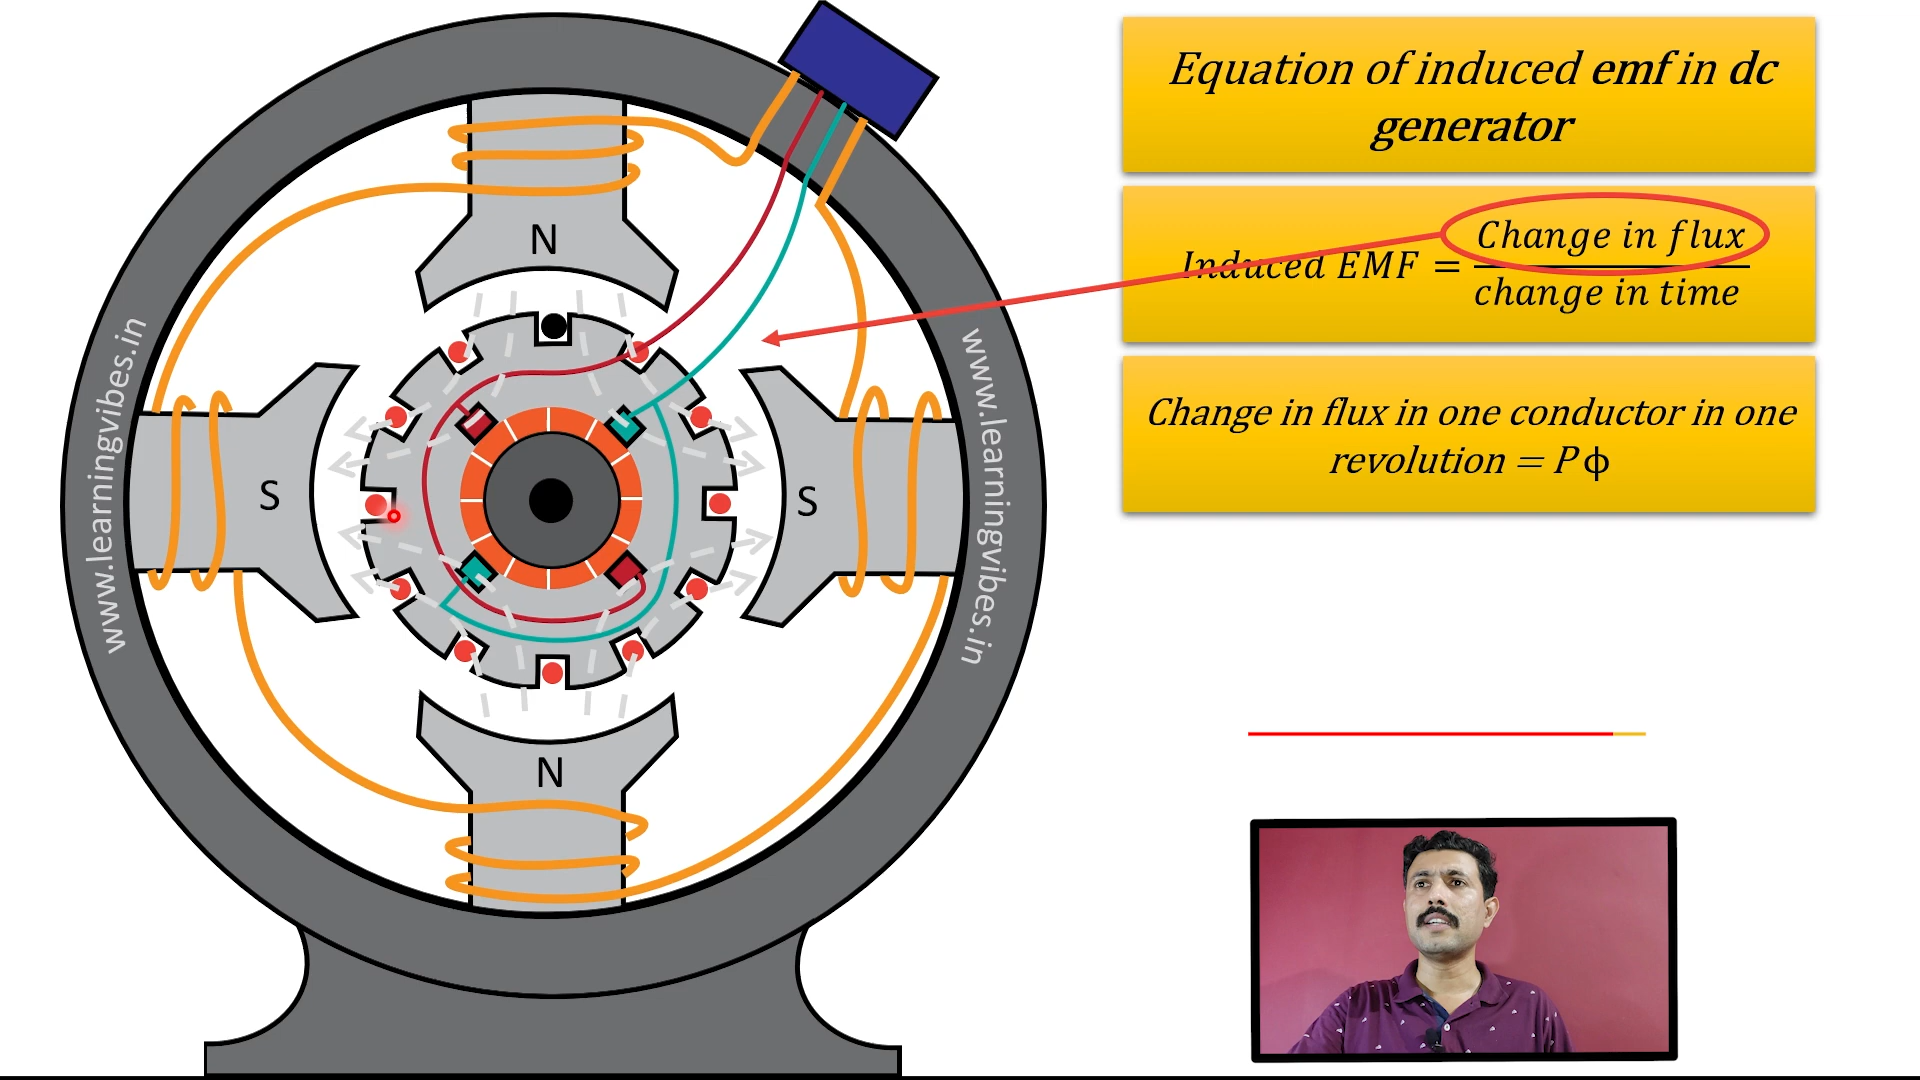 Equation of induced emf in dc
generator
Induced EMF = Change in flux
change in time
Change in flux in one conductor in one
revolution = P ϕ
N
S
S
N
www.learningvibes.in
www.learningvibes.in